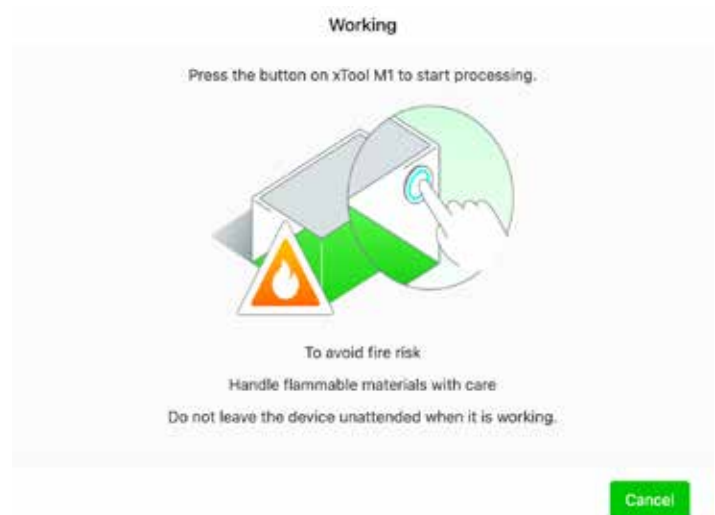 Working
Press the button on xTool M1 to start processing.
To avoid fire risk
Handle flammable materials with care
Do not leave the device unattended when it is working.
Cancel